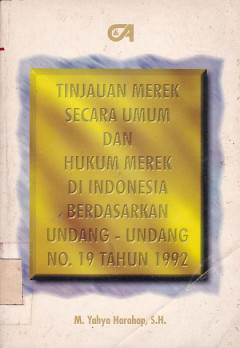 TINJAUAN MEREK
SECARA UMUM
DAN
HUKUM MEREK
DI INDONESIA
BERDASARKAN
UNDANG - UNDANG
NO. 19 TAHUN 1992
M. Yahya Harahap, S.H.